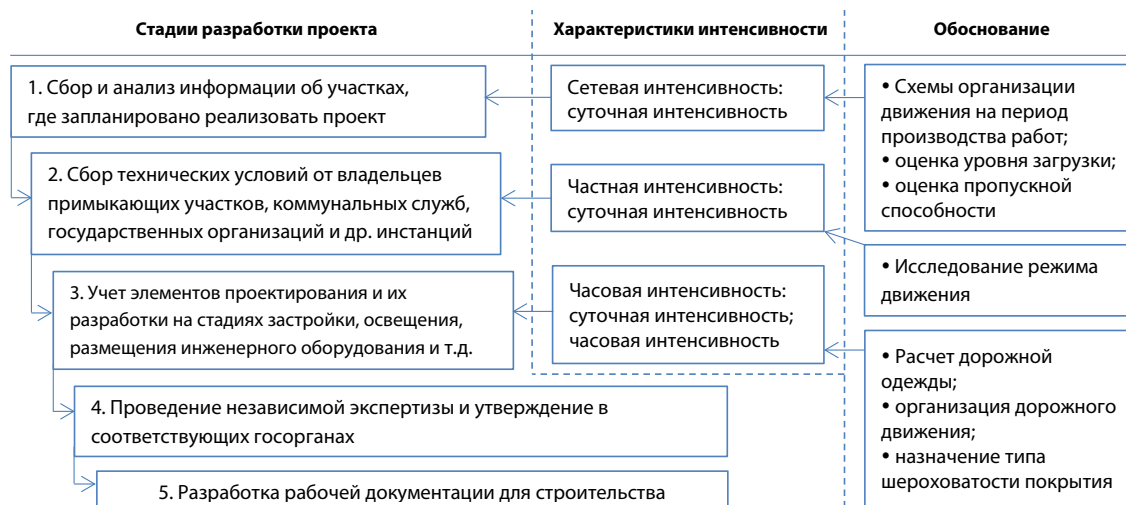 Стадии разработки проекта
Характеристики интенсивности
Обоснование
1. Сбор и анализ информации об участках,
где запланировано реализовать проект
2. Сбор технических условий от владельцев
примыкающих участков, коммунальных служб,
государственных организаций и др. инстанций
3. Учет элементов проектирования и их
разработки на стадиях застройки, освещения,
размещения инженерного оборудования и т.д.
4. Проведение независимой экспертизы и утверждение в
соответствующих госорганах
5. Разработка рабочей документации для строительства
Сетевая интенсивность:
суточная интенсивность
Частная интенсивность:
суточная интенсивность
Часовая интенсивность:
суточная интенсивность;
часовая интенсивность
• Схемы организации
движения на период
производства работ;
• оценка уровня загрузки;
• оценка пропускной
способности
• Исследование режима
движения
• Расчет дорожной
одежды;
• организация дорожного
движения;
• назначение типа
шероховатости покрытия